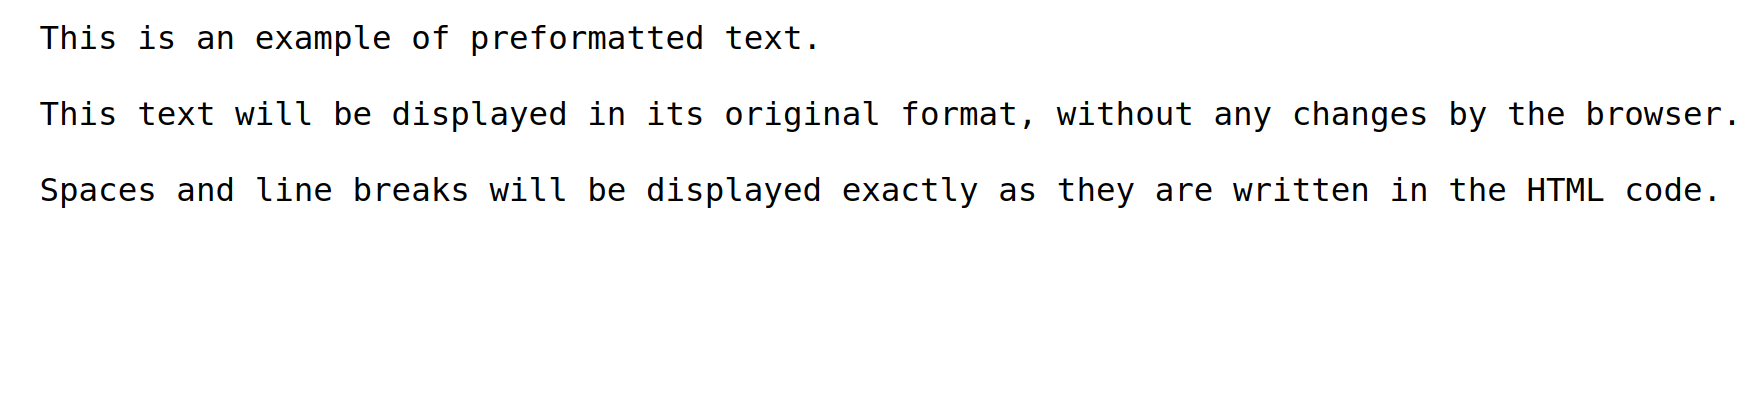 This is an example of preformatted text.
This text will be displayed in its original format, without any changes by the browser.
Spaces and line breaks will be displayed exactly as they are written in the HTML code.